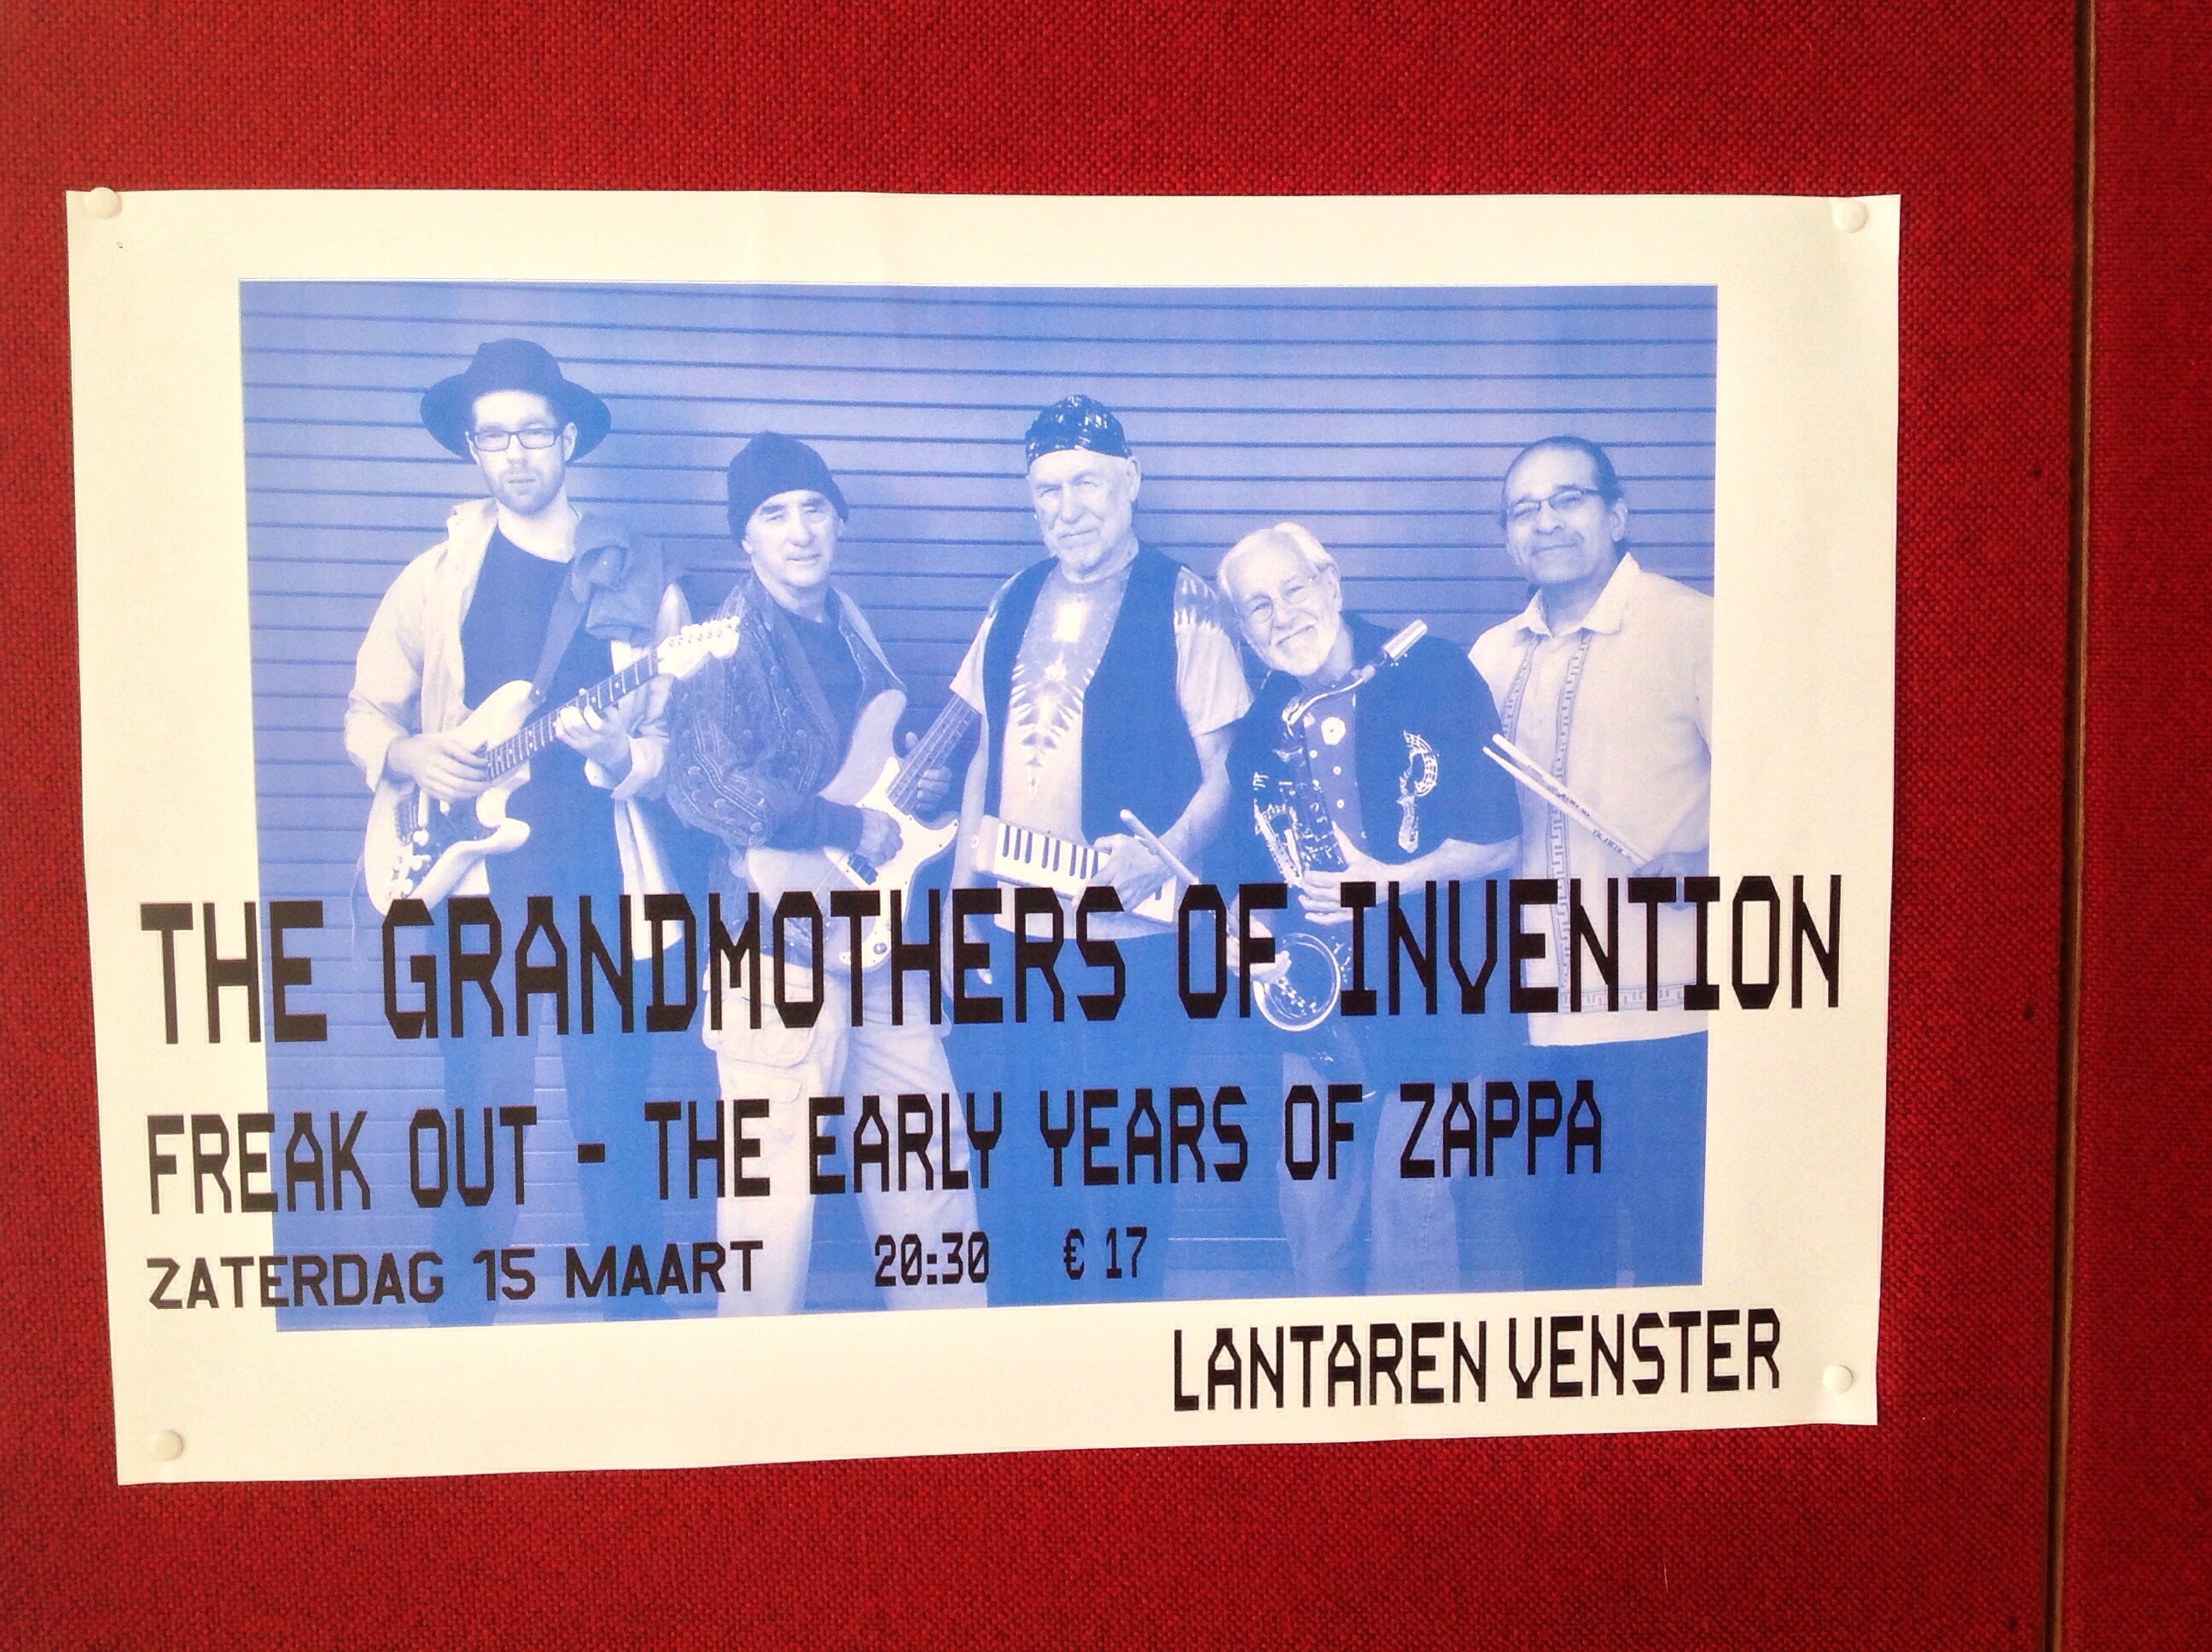 THE GRANDMOTHERS OF INVENTION
FREAK OUT - THE EARLY YEARS OF ZAPPA
ZATERDAG 15 MAART 20:30 € 17
LANTAREN VENSTER